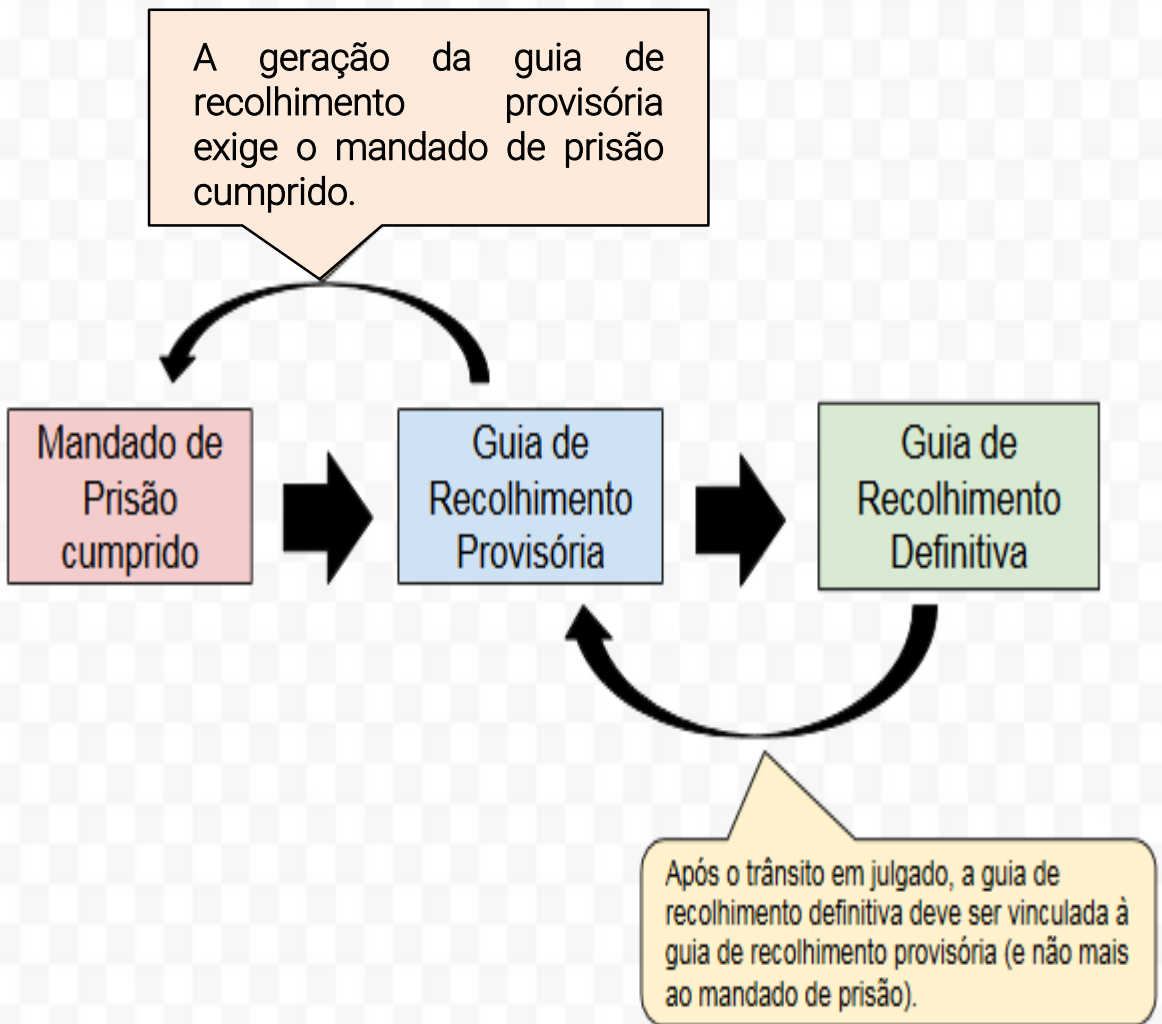 A geração da guia de
recolhimento provisória
exige o mandado de prisão
cumprido.
Mandado de
Prisão
cumprido
Guia de
Recolhimento
Provisória
Guia de
Recolhimento
Definitiva
Após o trânsito em julgado, a guia de
recolhimento definitiva deve ser vinculada à
guia de recolhimento provisória (e não mais
ao mandado de prisão).